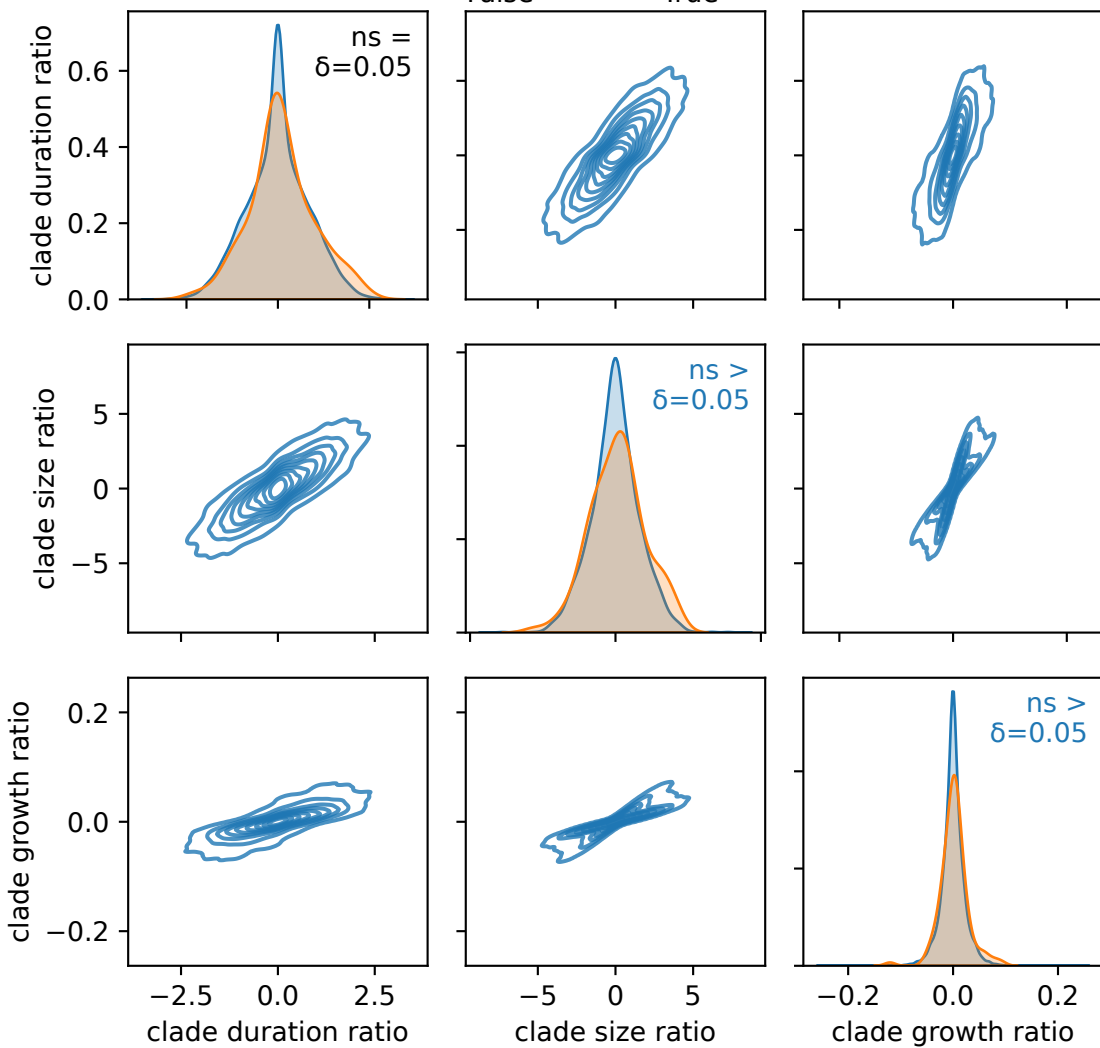 clade duration ratio
0.6
0.4
0.2
0.0
ns =
δ=0.05
clade size ratio
5
0
−5
ns >
δ=0.05
clade growth ratio
0.2
0.0
−0.2
ns >
δ=0.05
−2.5 0.0 2.5
−5 0 5
−0.2 0.0 0.2
clade duration ratio
clade size ratio
clade growth ratio